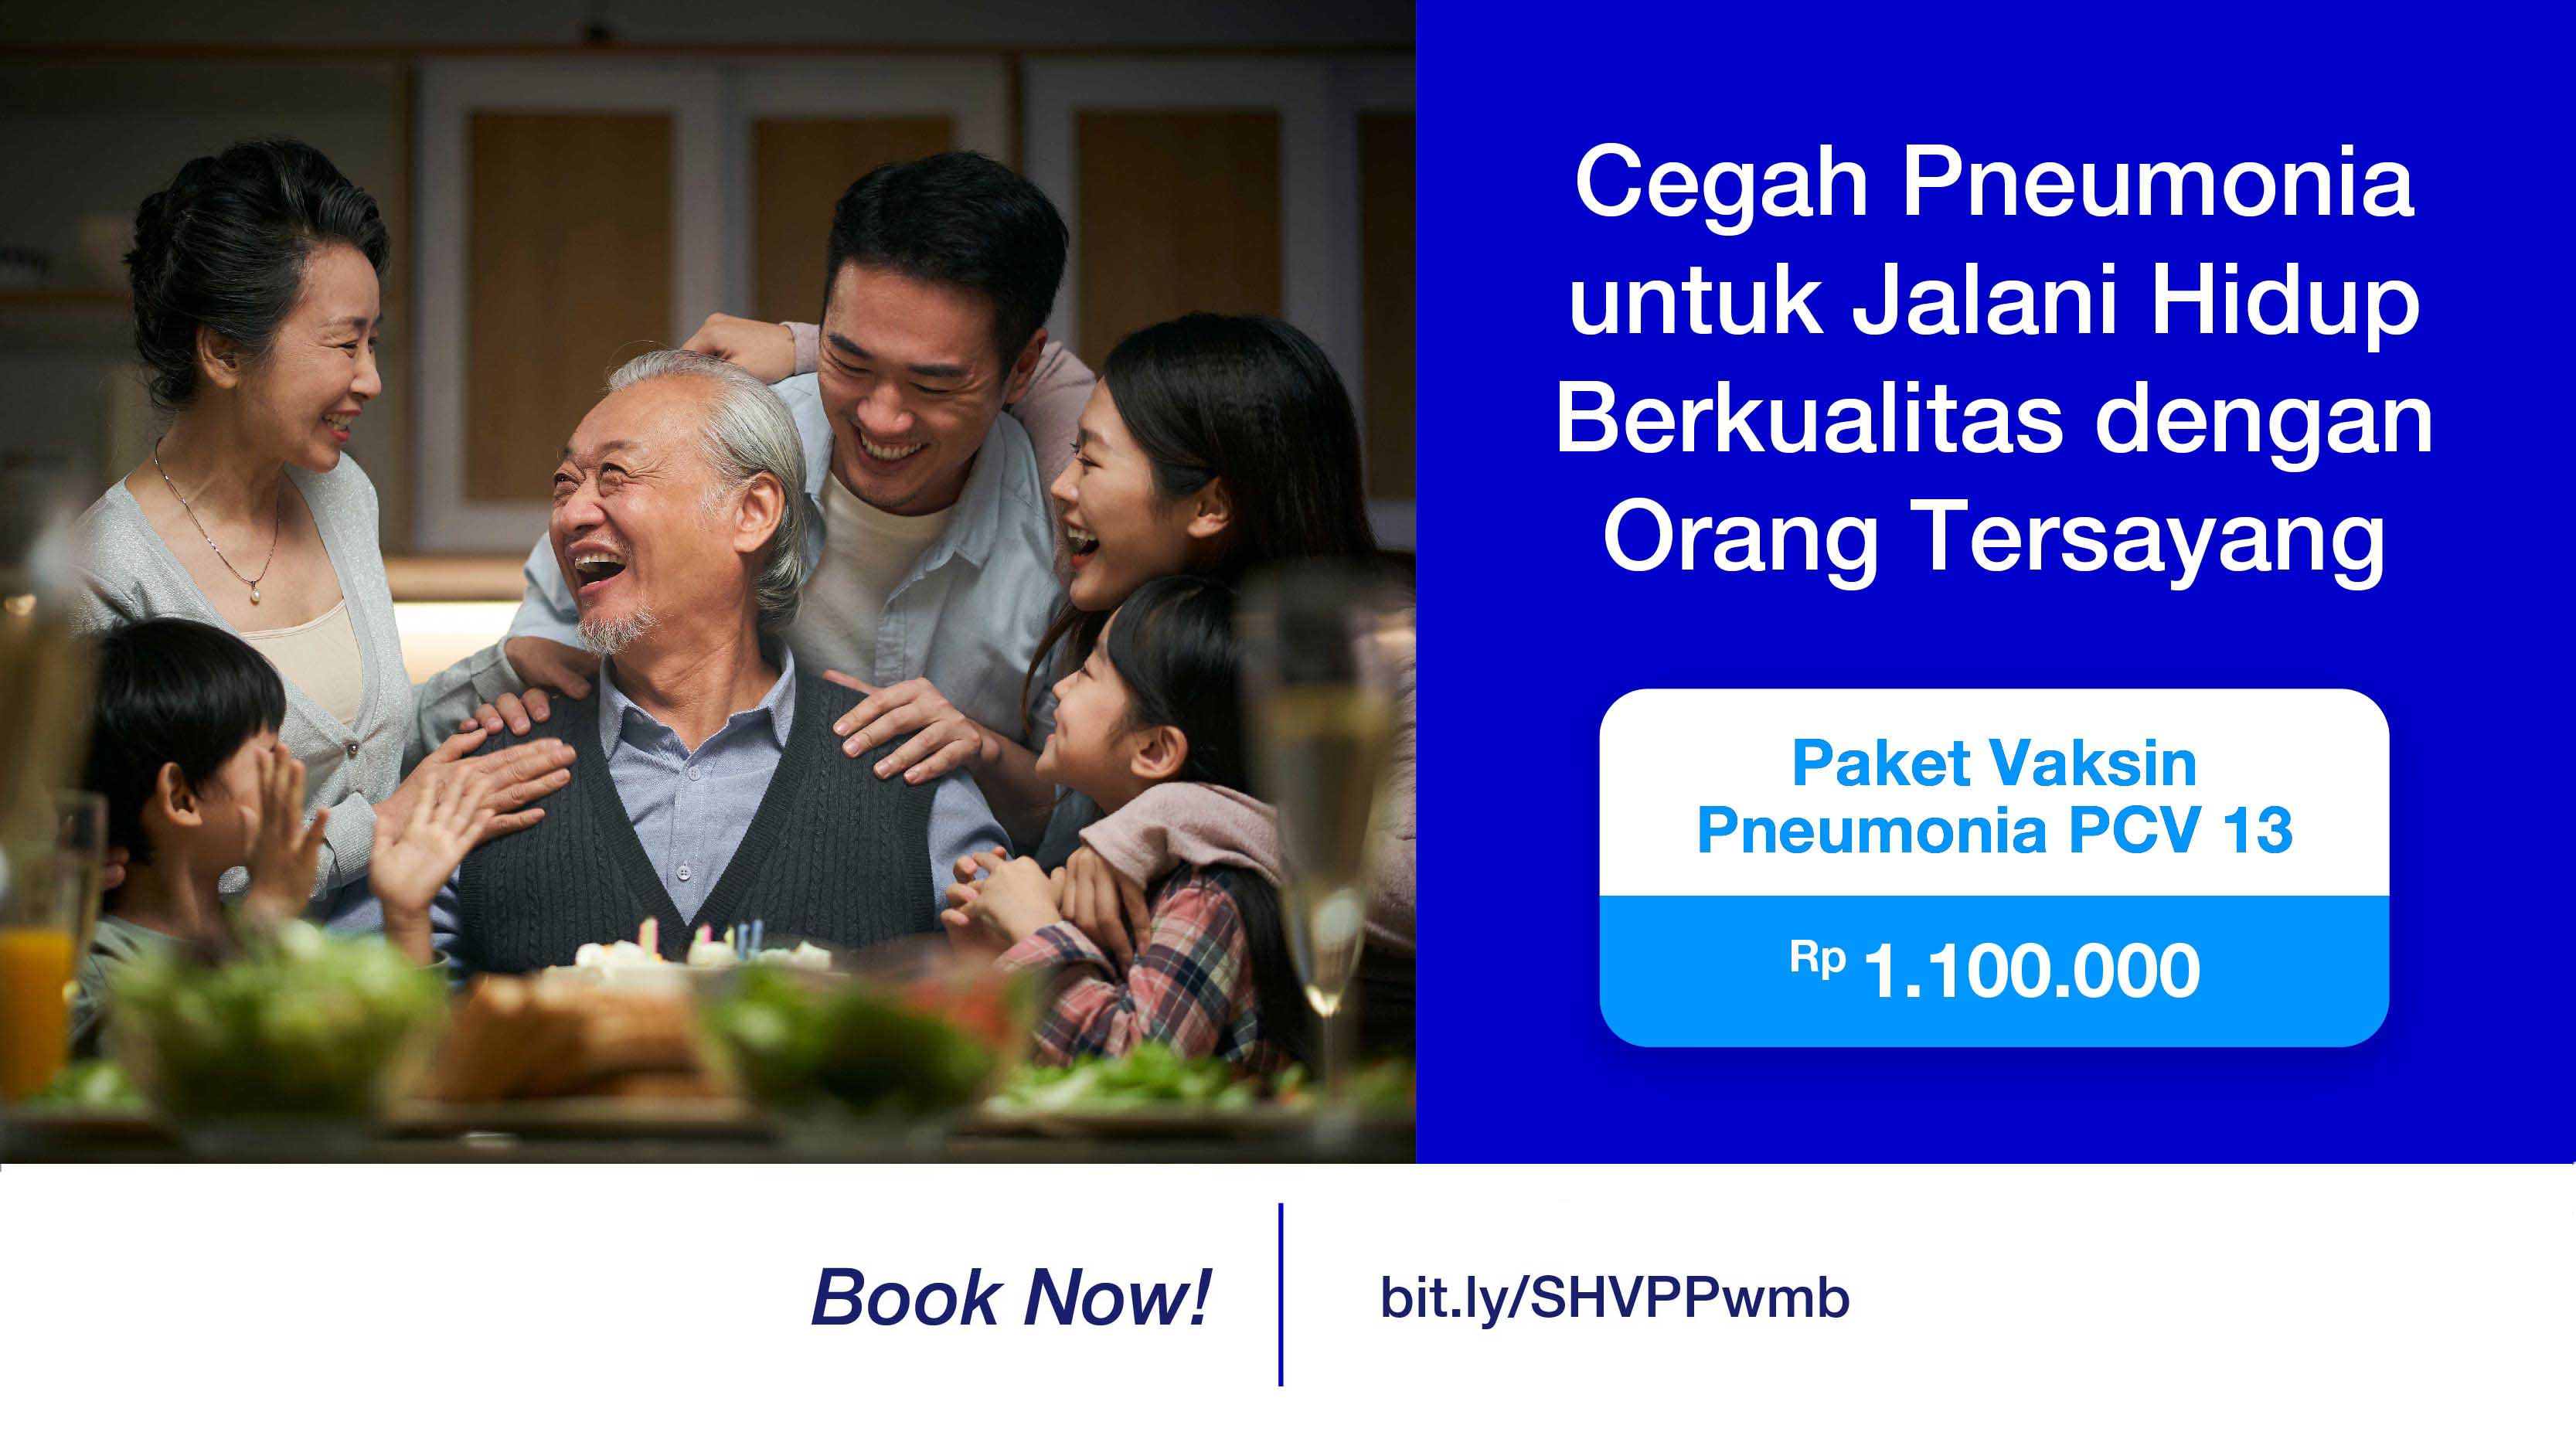 Cegah Pneumonia
untuk Jalani Hidup
Berkualitas dengan
Orang Tersayang
Paket Vaksin
Pneumonia PCV 13
Rp 1.100.000
Book Now!
bit.ly/SHVPPwmb